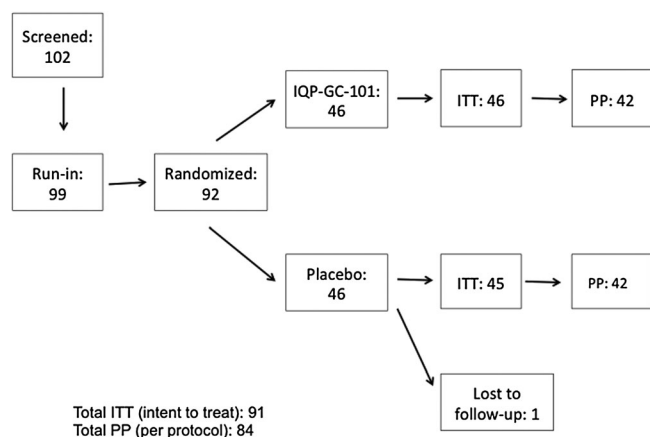 Screened:
102
IQP-GC-101:
46
ITT: 46
PP: 42
Run-in:
99
Randomized:
92
Placebo:
46
ITT: 45
PP: 42
Lost to
follow-up: 1
Total ITT (intent to treat): 91
Total PP (per protocol): 84